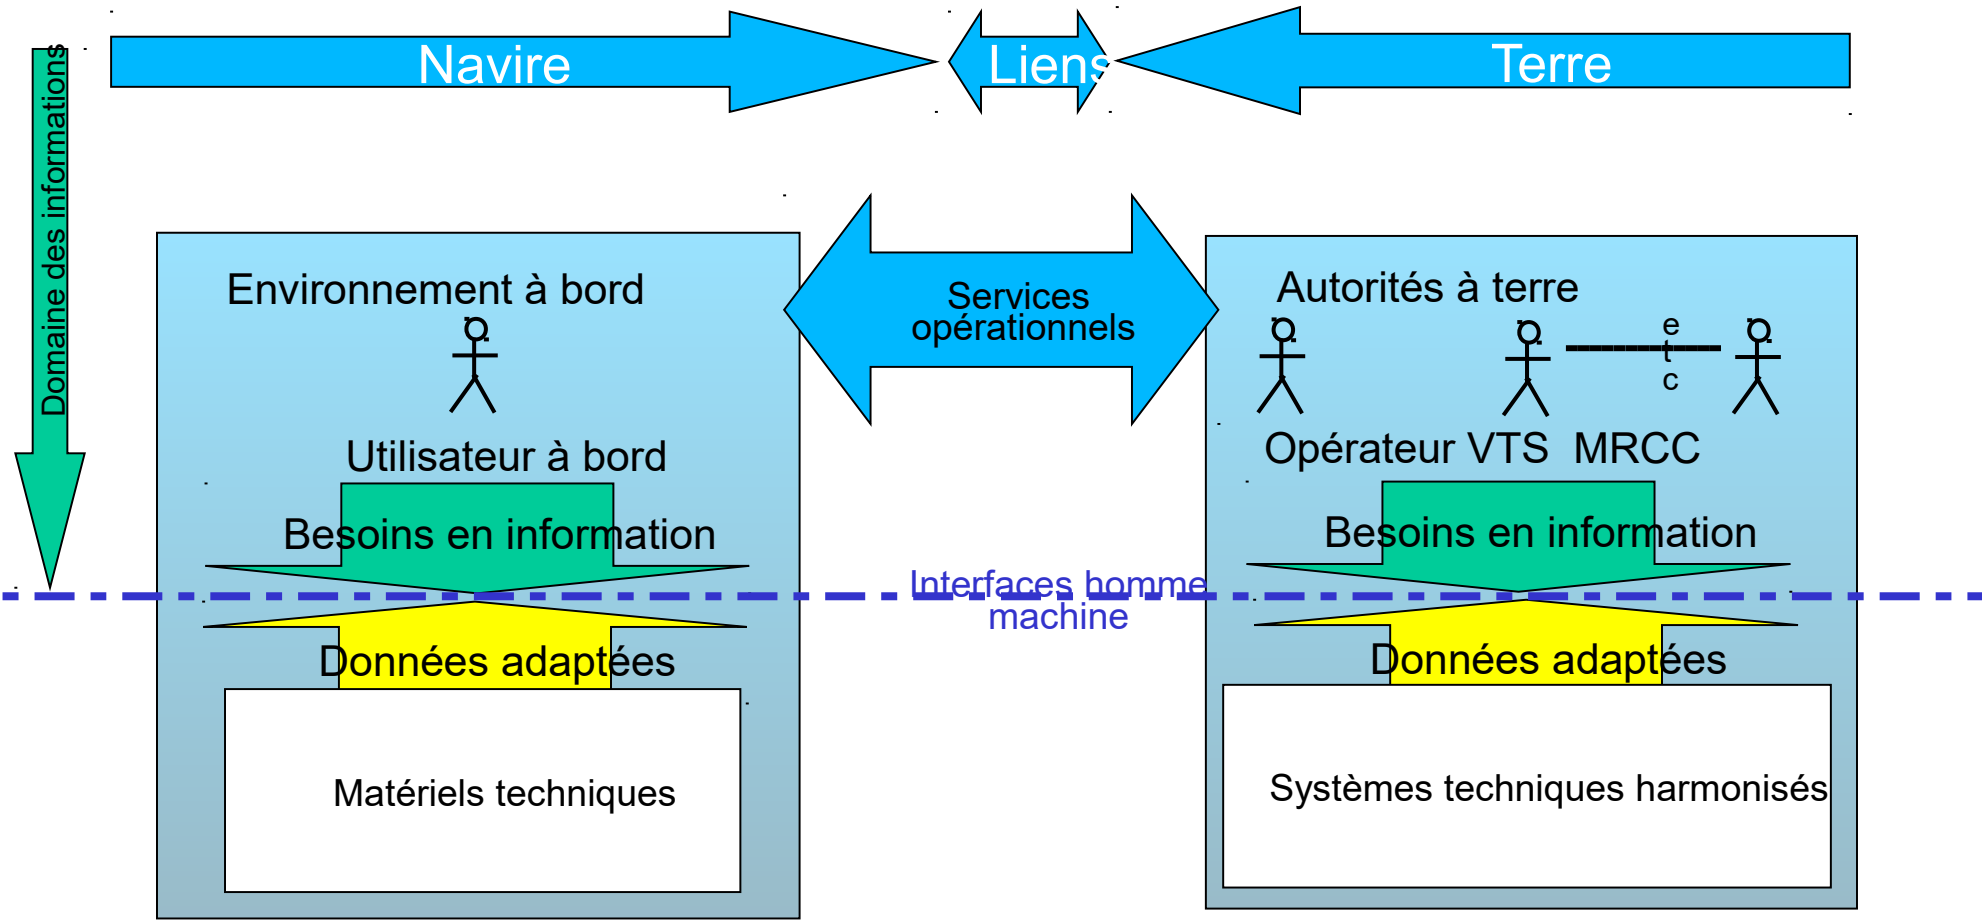 Navire
Liens
Terre
Domaine des informations
Environnement à bord
Services
opérationnels
Autorités à terre
etc
Utilisateur à bord
Opérateur VTS  MRCC
Besoins en information
Besoins en information
Interfaces homme
machine
Données adaptées
Données adaptées
Matériels techniques
Systèmes techniques harmonisés